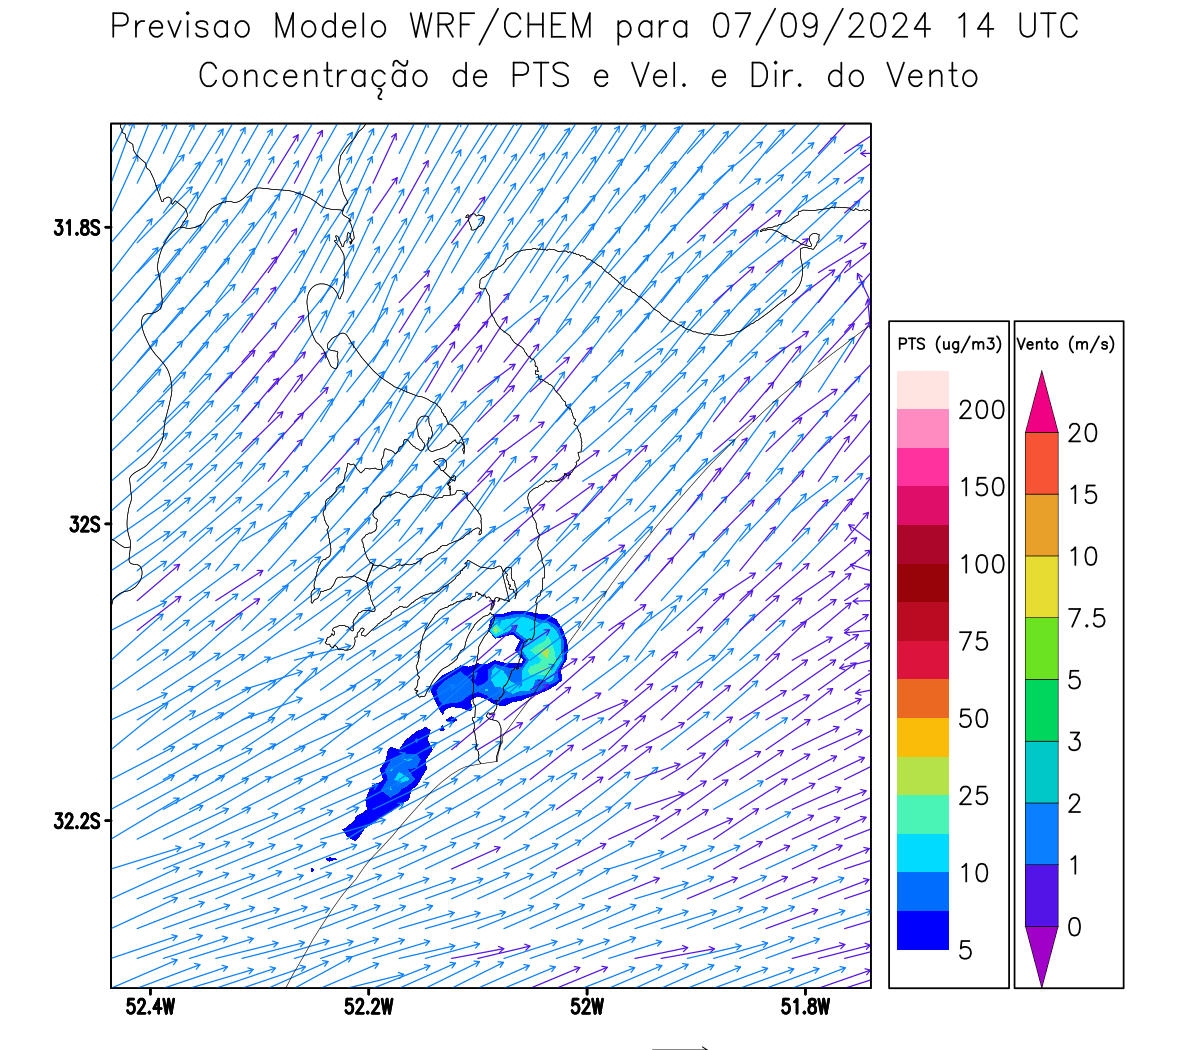 Previsao Modelo WRF/CHEM para 07/09/2024 14 UTC
Concentração de PTS e Vel. e Dir. do Vento
31.8S
32S
32.2S
52.4W
52.2W
52W
51.8W
PTS (ug/m3)
200
150
100
75
50
25
10
5
Vento (m/s)
20
15
10
7.5
5
3
2
1
0